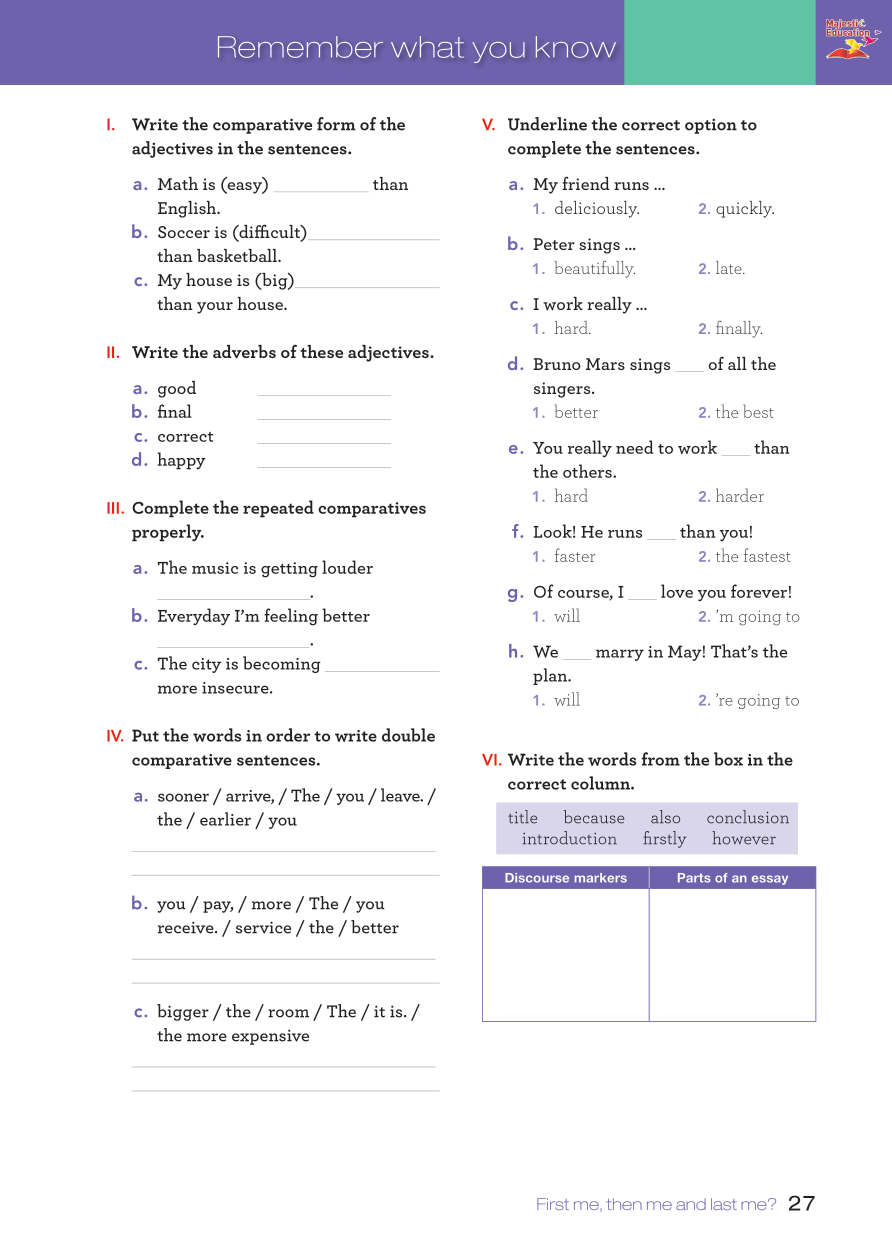 Remember what you know
Majestic
Education
I. Write the comparative form of the
adjectives in the sentences.
a. Math is (easy) ____________ than
English.
b. Soccer is (difficult)________________
than basketball.
c. My house is (big)__________________
than your house.
II. Write the adverbs of these adjectives.
a. good ________________
b. final ________________
c. correct ________________
d. happy ________________
III. Complete the repeated comparatives
properly.
a. The music is getting louder
___________________.
b. Everyday I’m feeling better
___________________.
c. The city is becoming ______________
more insecure.
IV. Put the words in order to write double
comparative sentences.
a. sooner / arrive, / The / you / leave. /
the / earlier / you
b. you / pay, / more / The / you
receive. / service / the / better
c. bigger / the / room / The / it is. /
the more expensive
V. Underline the correct option to
complete the sentences.
a. My friend runs ...
1. deliciously. 2. quickly.
b. Peter sings ...
1. beautifully. 2. late.
c. I work really ...
1. hard. 2. finally.
d. Bruno Mars sings ___ of all the
singers.
1. better 2. the best
e. You really need to work ___ than
the others.
1. hard 2. harder
f. Look! He runs ___ than you!
1. faster 2. the fastest
g. Of course, I ___ love you forever!
1. will 2. ’m going to
h. We ___ marry in May! That’s the
plan.
1. will 2. ’re going to
VI. Write the words from the box in the
correct column.
title because also conclusion
introduction firstly however
Discourse markers Parts of an essay
First me, then me and last me? 27